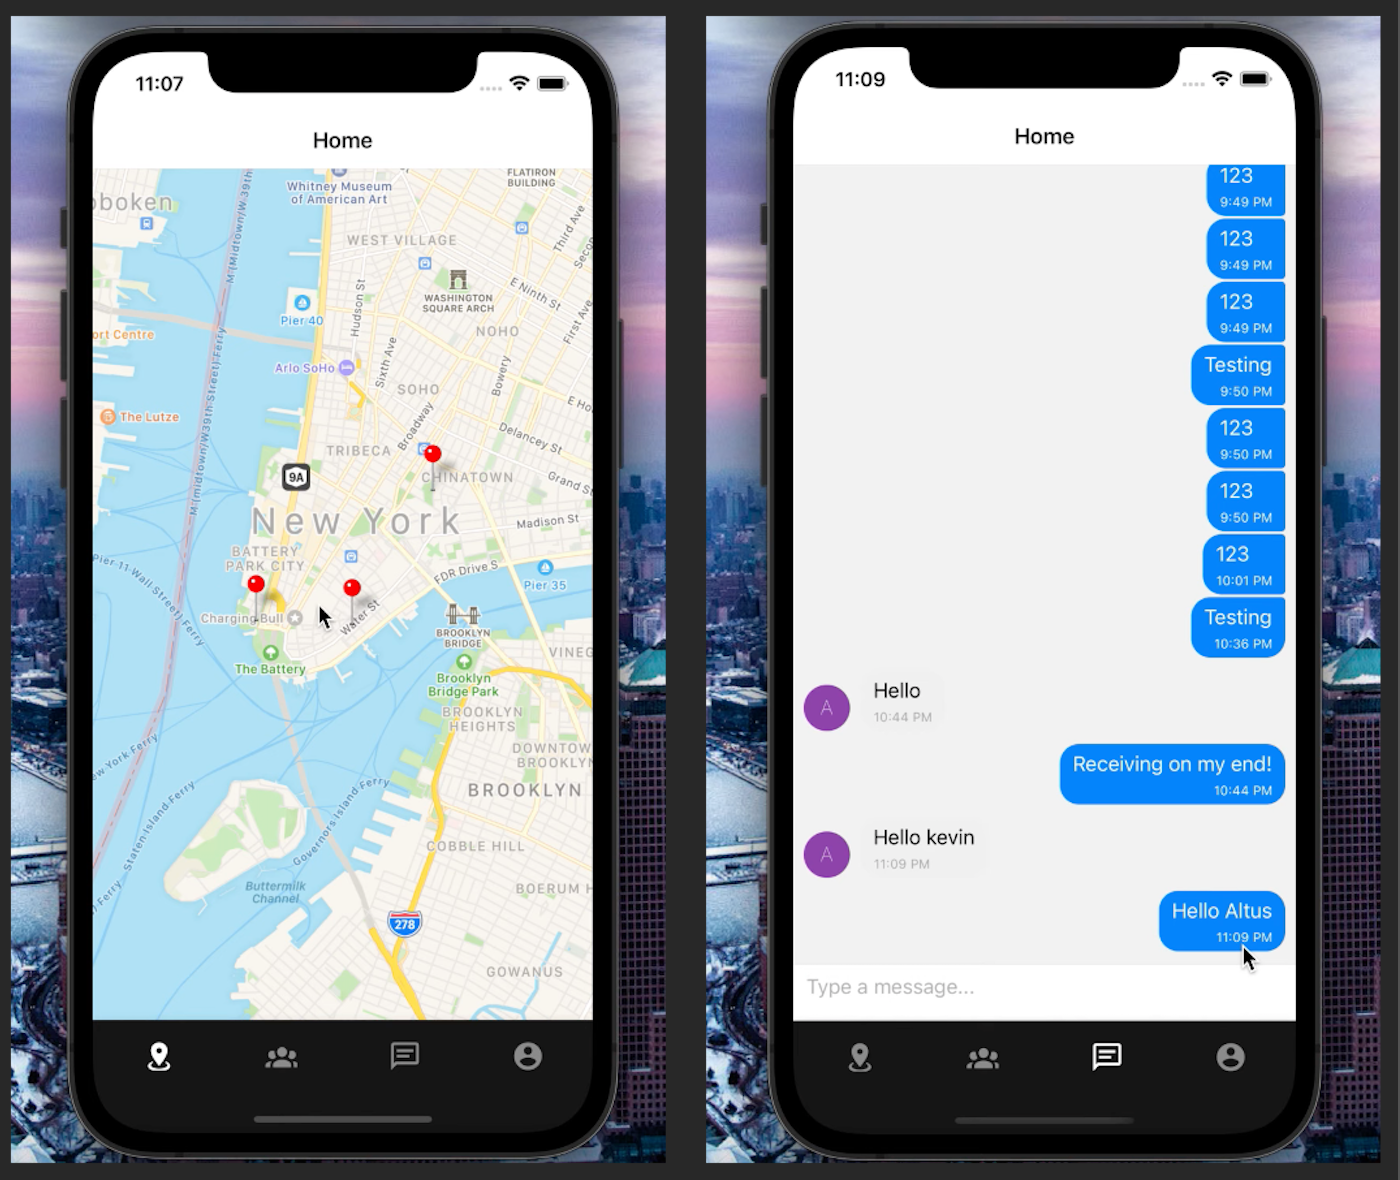 11:07
Home
FLATIRON
BUILDING
Whitney Museum
of American Art
M (Midtown/W 39th
boken
WEST VILLAGE
Third Ave
WASHINGTON
SQUARE ARCH
E Ninth St
Hudson St
Pier 40
NOHO
First Ave
ort Centre
Sixth Ave
Arlo SoHo
Bowery
SOHO
The Lutze
Broadway
E Ho
Delancey St
TRIBECA
M (midtown/W39th Street) Ferry
9A
CHINATOWN
Grand St
New York
Madison St
BATTERY
PARK CITY
Pier 11-Wall Street) Ferry
FDR Drive S
Pier 35
Charging Bull
Water St
BROOKLYN
BRIDGE
The Battery
VINEG
Brooklyn
Bridge Park
BROOKLYN
HEIGHTS
ew York Ferry
DOWNTOW
BROOKLYN
BROOKLYN
Staten-Island-Ferry
Governors-Island-Ferry
COBBLE HILL
Buttermilk
Channel
BOERUM H
278
GOWANUS
11:09
Home
123
9:49 PM
123
9:49 PM
123
9:49 PM
Testing
9:50 PM
123
9:50 PM
123
9:50 PM
123
10:01 PM
Testing
10:36 PM
A
Hello
10:44 PM
Receiving on my end!
10:44 PM
A
Hello kevin
11:09 PM
Hello Altus
11:09 PM
Type a message...